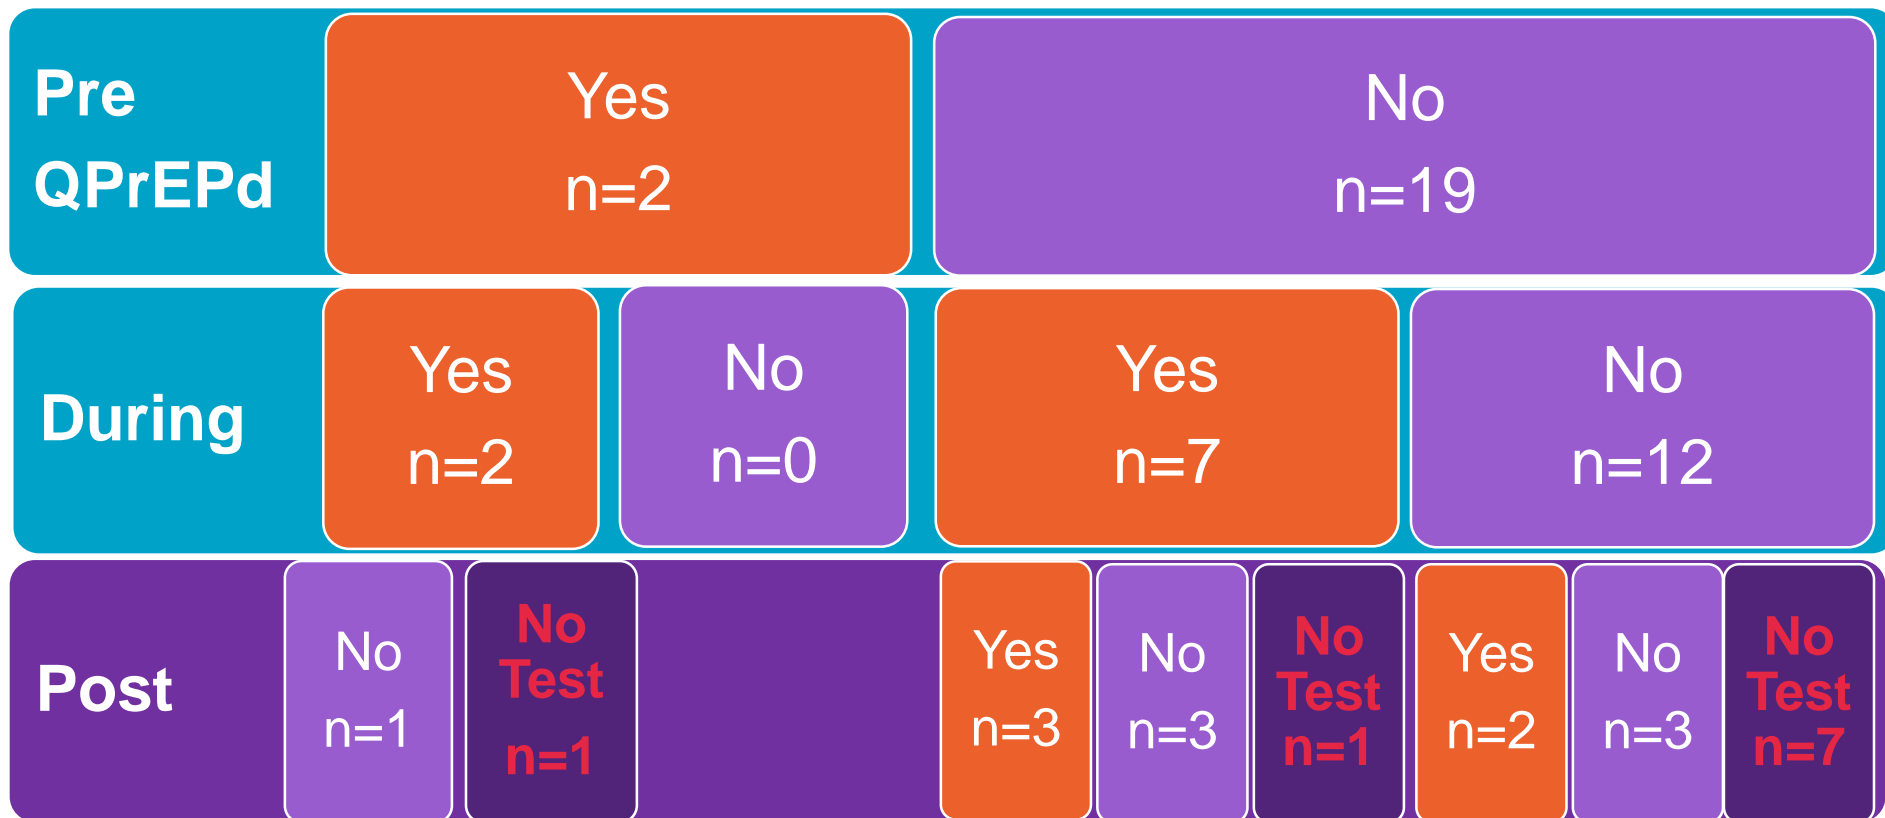 Pre
QPrEPd
Yes
n=2
No
n=19
During
Yes
n=2
No
n=0
Yes
n=7
No
n=12
Post
No
n=1
No
Test
n=1
Yes
n=3
No
n=3
No
Test
n=1
Yes
n=2
No
n=3
No
Test
n=7